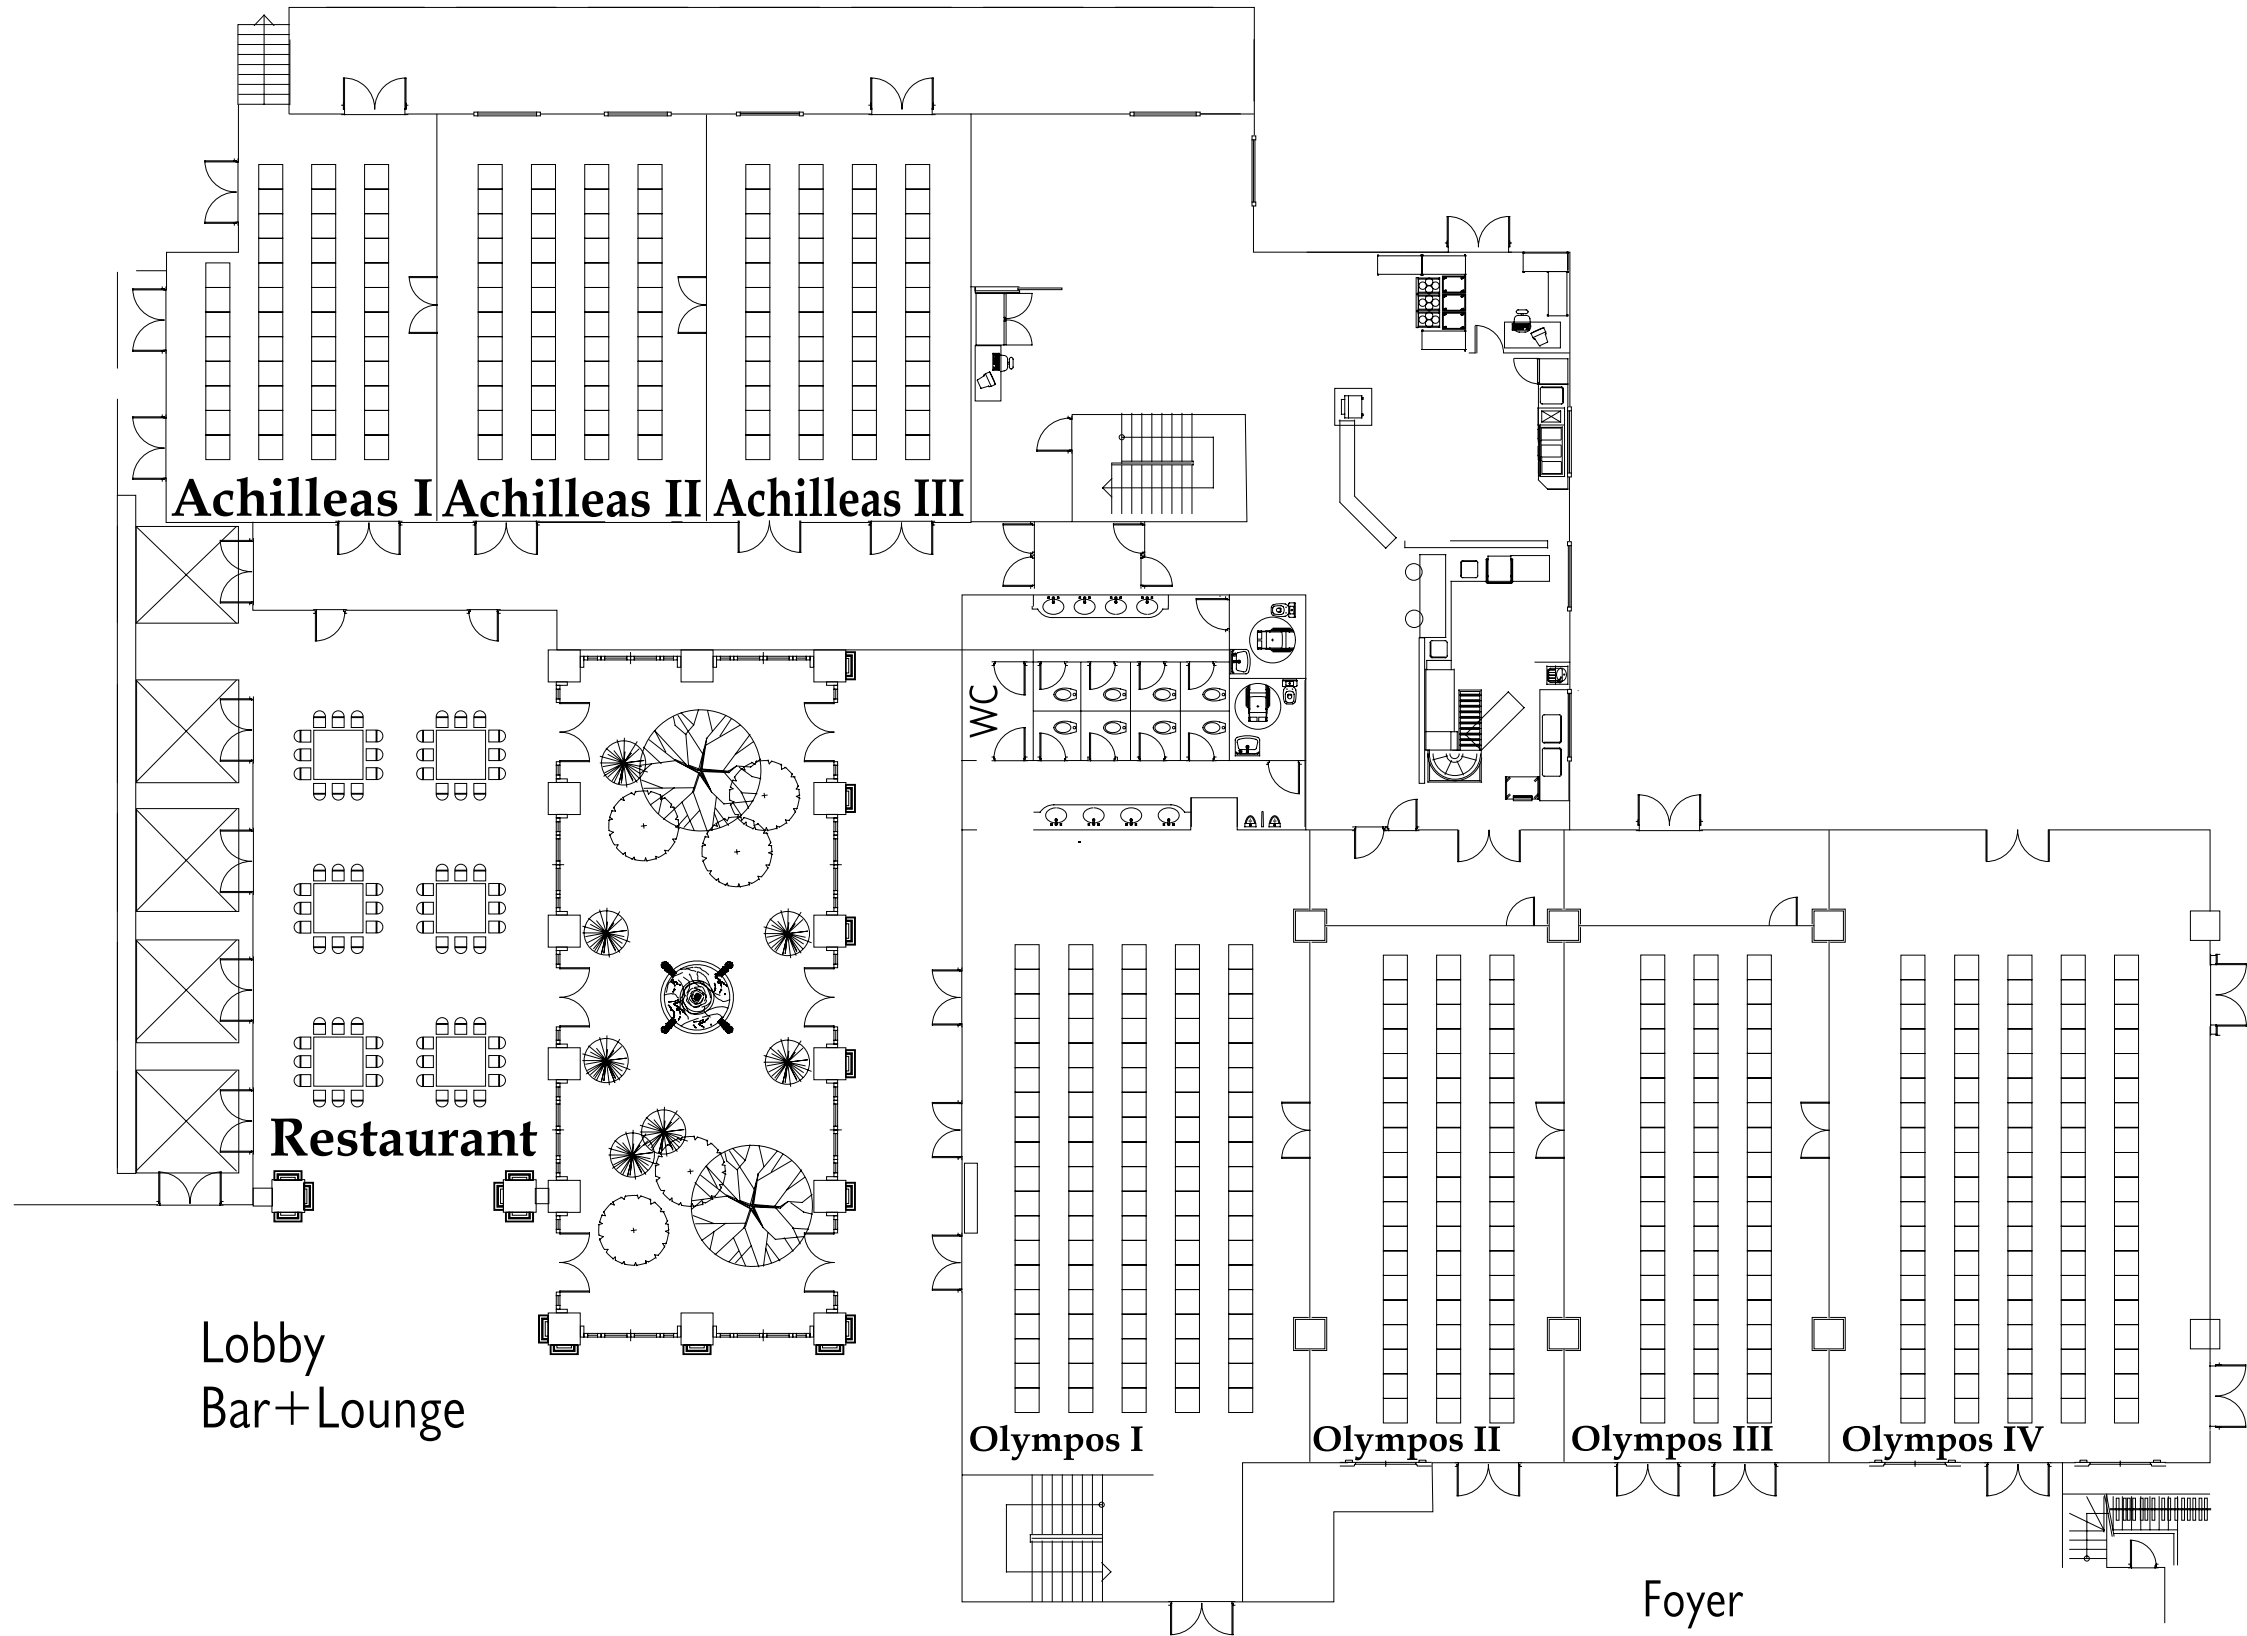 Achilleas I
Achilleas II
Achilleas III
WC
Restaurant
Lobby
Bar+Lounge
Olympos I
Olympos II
Olympos III
Olympos IV
Foyer